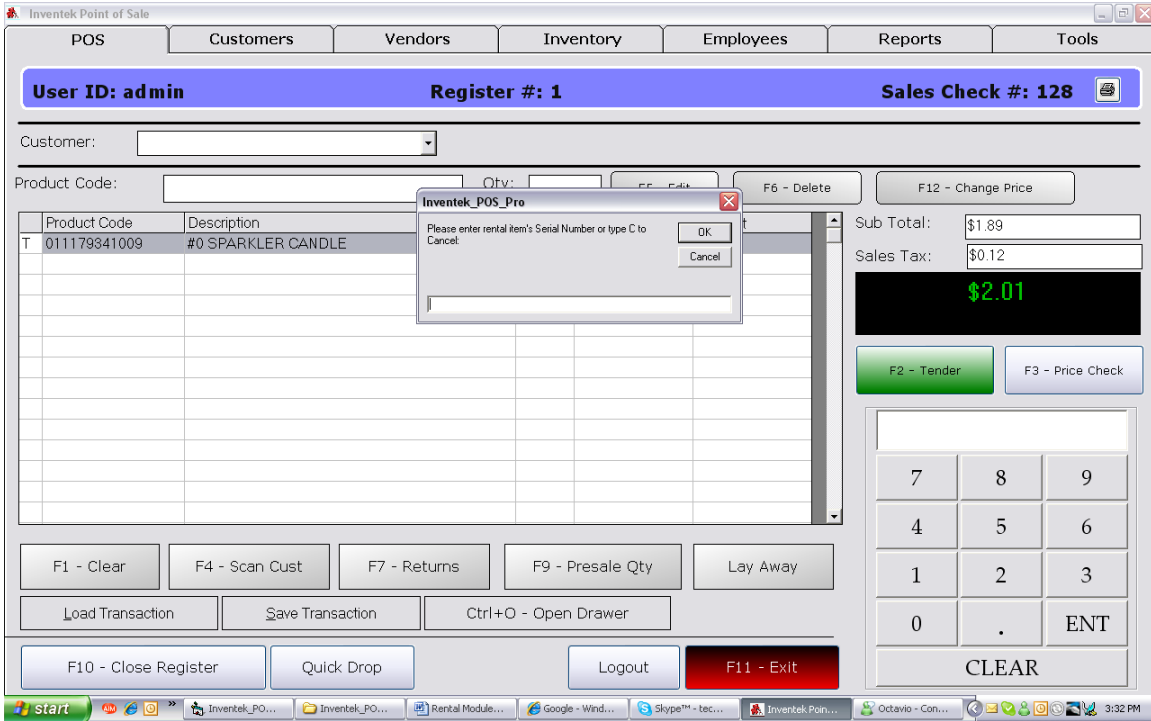 Inventek Point of Sale
POS Customers Vendors Inventory Employees Reports Tools
User ID: admin Register #: 1 Sales Check #: 128
Customer:
Product Code: Qty: F5 - Edit F6 - Delete F12 - Change Price
Inventek_POS_Pro
Please enter rental item's Serial Number or type C to
Cancel:
OK
Cancel
Product Code Description
T 011179341009 #0 SPARKLER CANDLE
Sub Total: $1.89
Sales Tax: $0.12
$2.01
F2 - Tender F3 - Price Check
7 8 9
4 5 6
1 2 3
0 . ENT
CLEAR
F1 - Clear F4 - Scan Cust F7 - Returns F9 - Presale Qty Lay Away
Load Transaction Save Transaction Ctrl+O - Open Drawer
F10 - Close Register Quick Drop Logout F11 - Exit
start Inventek_PO... Inventek_PO... Rental Module... Google - Wind... Skype™ - tec... Inventek Poin... Octavio - Con... 3:32 PM